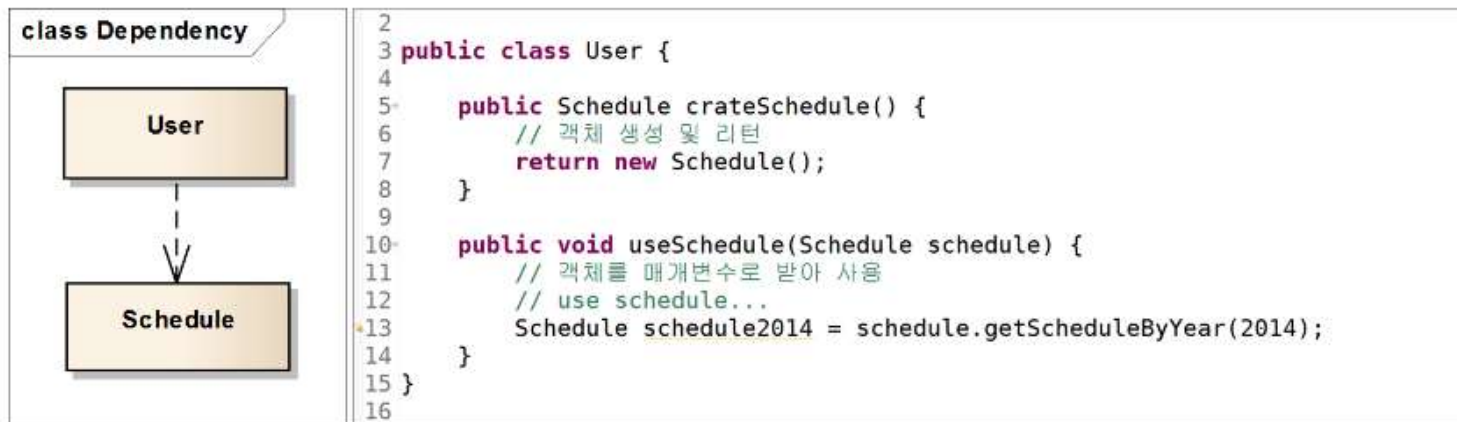 class Dependency
User
Schedule
2
3 public class User {
4
5 public Schedule crateSchedule() {
6 // 객체 생성 및 리턴
7 return new Schedule();
8 }
9
10 public void useSchedule(Schedule schedule) {
11 // 객체를 매개변수로 받아 사용
12 // use schedule...
13 Schedule schedule2014 = schedule.getScheduleByYear(2014);
14 }
15 }
16